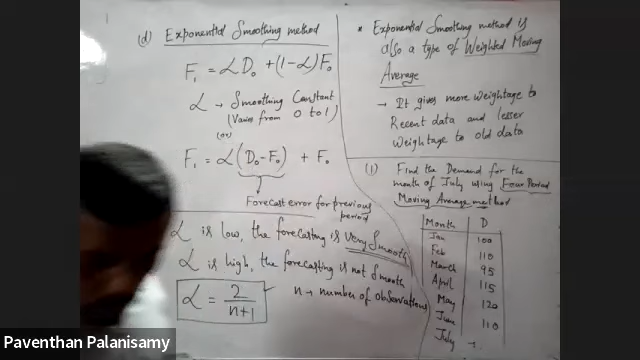 (d) Exponential Smoothing method
F₁ = αD₀ + (1-α)F₀
α → Smoothing Constant
(Varies from 0 to 1)
(or)
F₁ = α(D₀-F₀) + F₀
Forecast error for previous
period
α is low, the forecasting is Very Smooth
α is high, the forecasting is not Smooth
α = 2/(n+1)
n → number of observations
* Exponential Smoothing method is
also a type of Weighted Moving
Average
→ It gives more weightage to
Recent data and lesser
Weightage to old data
(1) Find the Demand for the
month of July using Four Period
Moving Average method
Month D
Jan 100
Feb 110
March 95
April 115
May 120
June 110
July
Paventhan Palanisamy